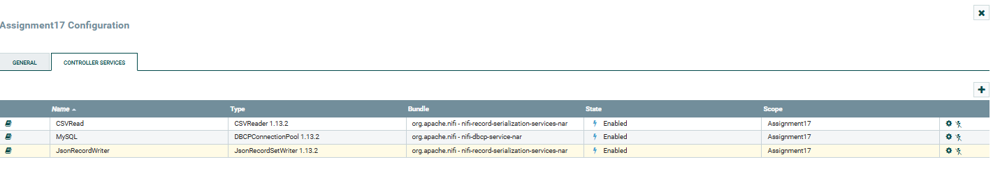 Assignment17 Configuration
GENERAL CONTROLLER SERVICES
Name Type Bundle State Scope
CSVRead CSVReader 1.13.2 org.apache.nifi - nifi-record-serialization-services-nar Enabled Assignment17
MySQL DBCPConnectionPool 1.13.2 org.apache.nifi - nifi-dbcp-service-nar Enabled Assignment17
JsonRecordWriter JsonRecordSetWriter 1.13.2 org.apache.nifi - nifi-record-serialization-services-nar Enabled Assignment17